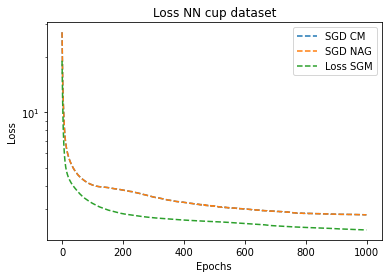 Loss NN cup dataset
SGD CM
SGD NAG
Loss SGM
10¹
Loss
0 200 400 600 800 1000
Epochs